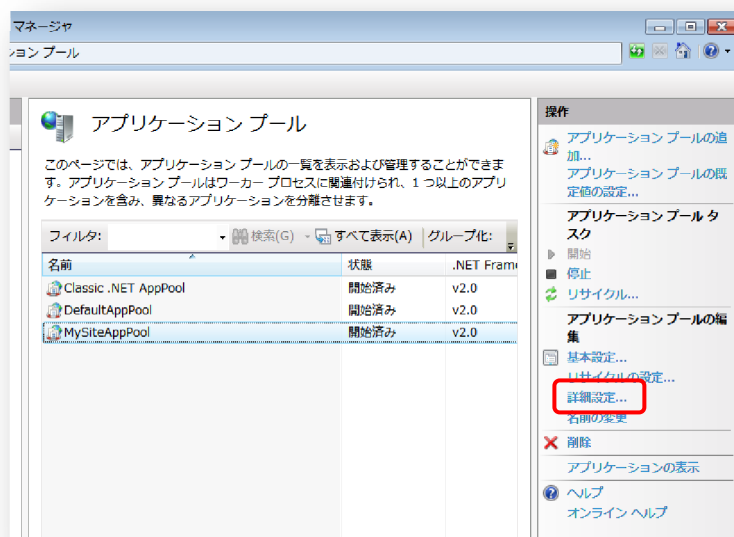 マネージャ
ション プール
アプリケーション プール
このページでは、アプリケーション プールの一覧を表示および管理することができま
す。アプリケーション プールはワーカー プロセスに関連付けられ、1 つ以上のアプリ
ケーションを含み、異なるアプリケーションを分離させます。
フィルタ: 検索(G) すべて表示(A) グループ化:
名前 状態 .NET Fram
Classic .NET AppPool 開始済み v2.0
DefaultAppPool 開始済み v2.0
MySiteAppPool 開始済み v2.0
操作
アプリケーション プールの追
加...
アプリケーション プールの既
定値の設定...
アプリケーション プール タ
スク
開始
停止
リサイクル...
アプリケーション プールの編
集
基本設定...
リサイクルの設定...
詳細設定...
名前の変更
削除
アプリケーションの表示
ヘルプ
オンライン ヘルプ